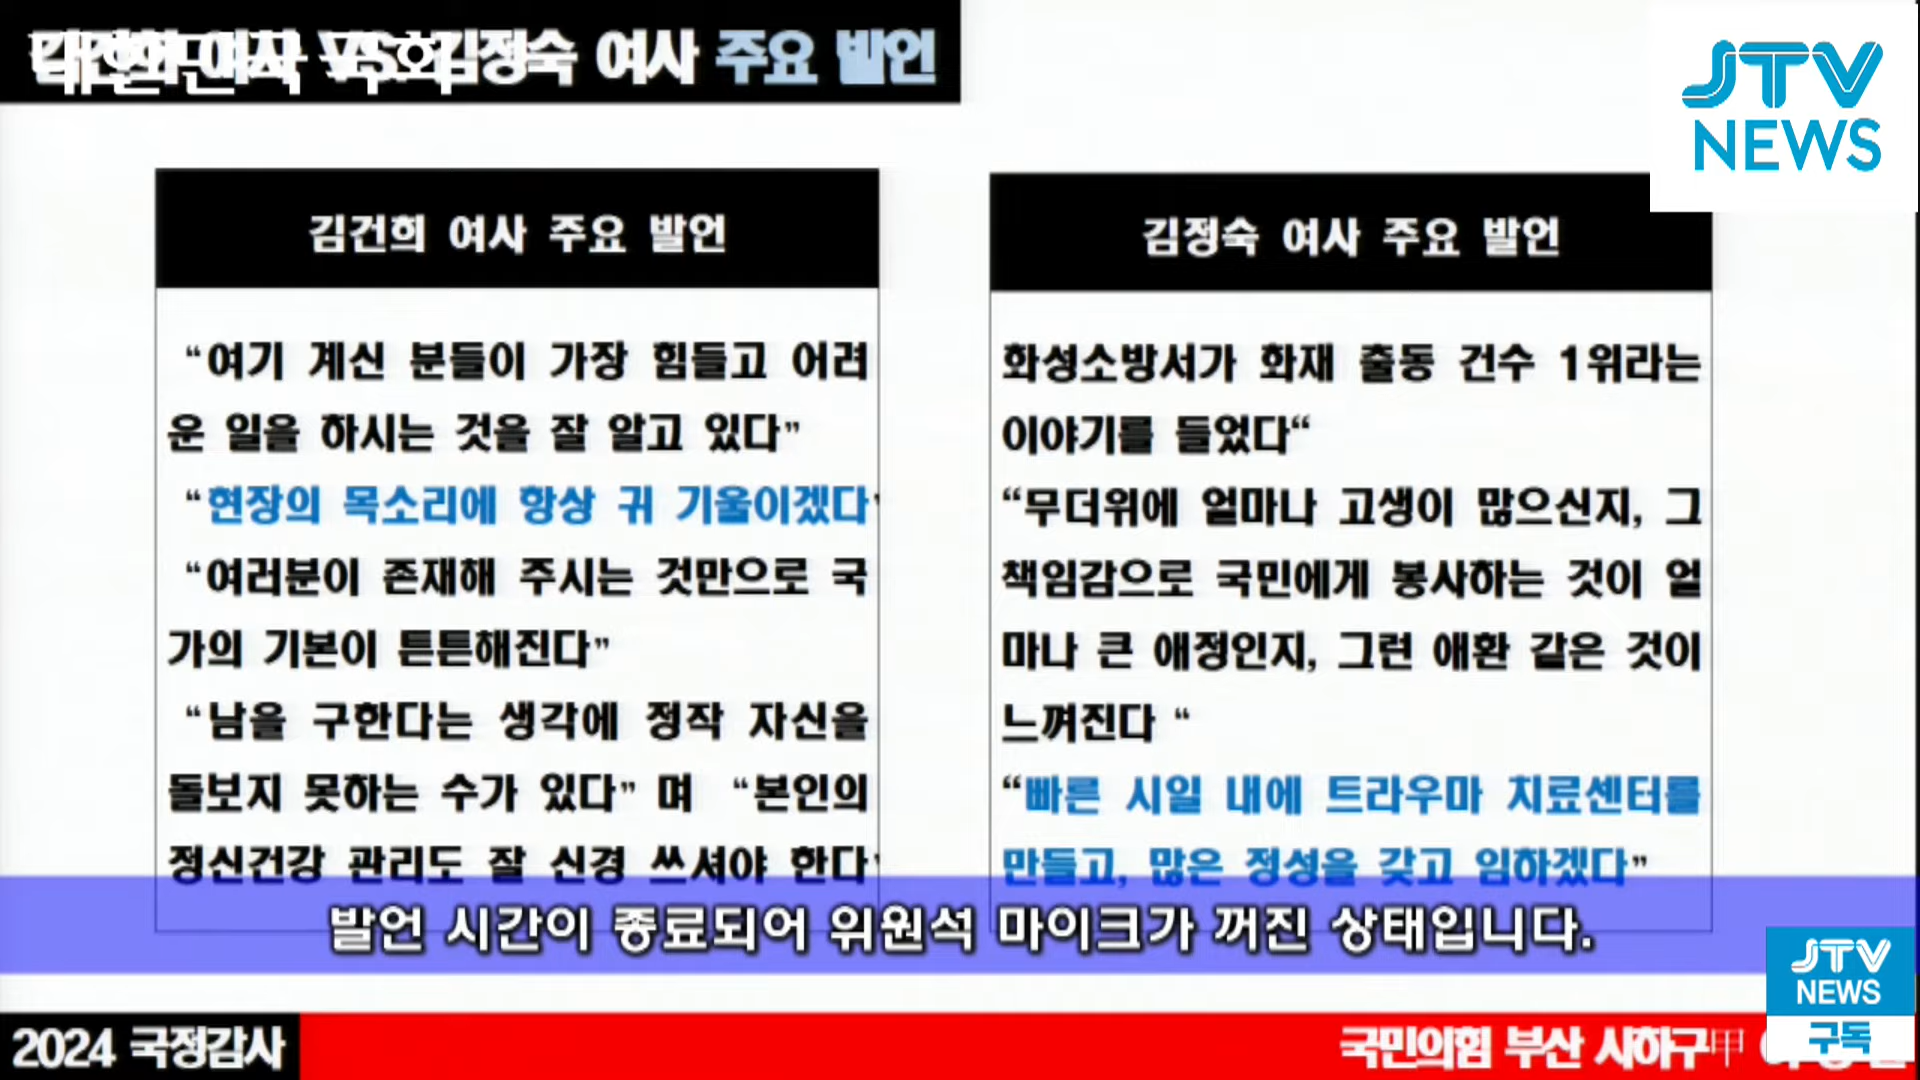 김건희 여사 VS. 김정숙 여사 주요 발언
JTV
NEWS
김건희 여사 주요 발언
“여기 계신 분들이 가장 힘들고 어려
운 일을 하시는 것을 잘 알고 있다”
“현장의 목소리에 항상 귀 기울이겠다
“여러분이 존재해 주시는 것만으로 국
가의 기본이 튼튼해진다”
“남을 구한다는 생각에 정작 자신을
돌보지 못하는 수가 있다” 며 “본인의
정신건강 관리도 잘 신경 쓰셔야 한다
김정숙 여사 주요 발언
화성소방서가 화재 출동 건수 1위라는
이야기를 들었다“
“무더위에 얼마나 고생이 많으신지, 그
책임감으로 국민에게 봉사하는 것이 얼
마나 큰 애정인지, 그런 애환 같은 것이
느껴진다 “
“빠른 시일 내에 트라우마 치료센터를
만들고, 많은 정성을 갖고 임하겠다”
발언 시간이 종료되어 위원석 마이크가 꺼진 상태입니다.
JTV
NEWS
구독
2024 국정감사
국민의힘 부산 사하구甲